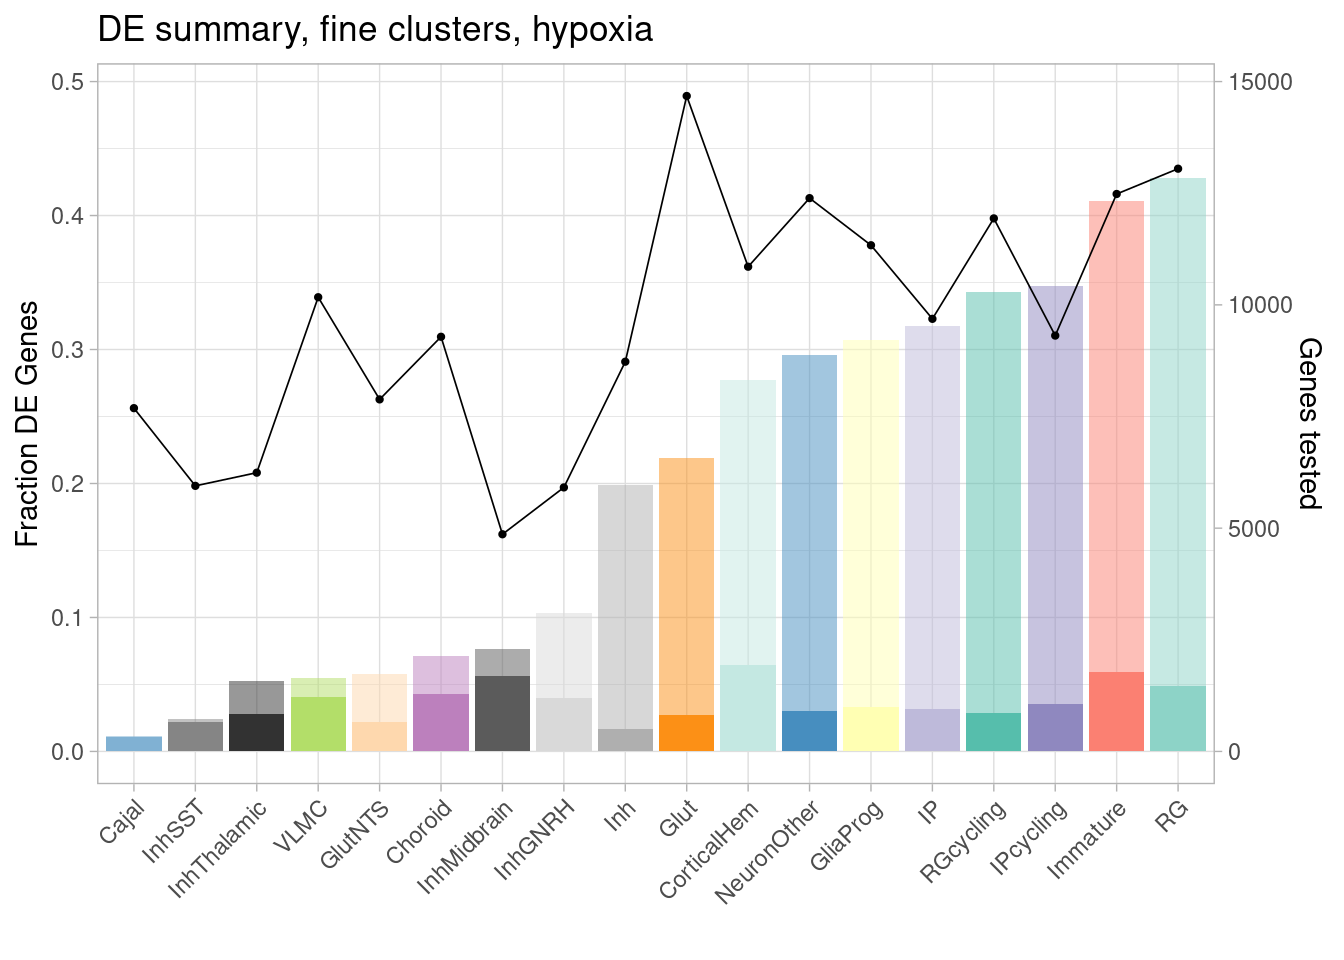 DE summary, fine clusters, hypoxia
0.5
0.4
0.3
0.2
0.1
0.0
Fraction DE Genes
15000
10000
5000
0
Genes tested
Cajal
InhSST
InhThalamic
VLMC
GlutNTS
Choroid
InhMidbrain
InhGNRH
Inh
Glut
CorticalHem
NeuronOther
GliaProg
IP
RGcycling
IPcycling
Immature
RG